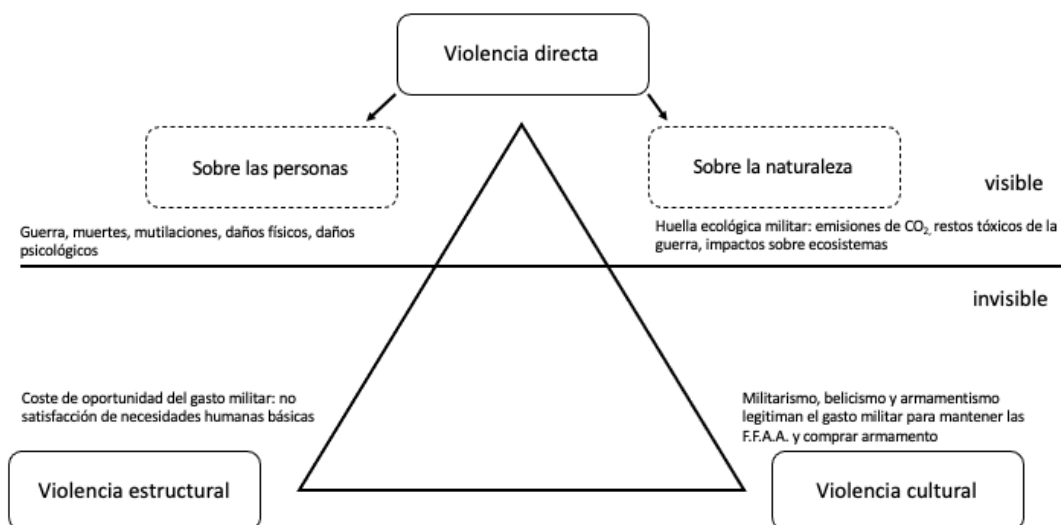 Violencia directa
Sobre las personas
Sobre la naturaleza
visible
Guerra, muertes, mutilaciones, daños físicos, daños
psicológicos
Huella ecológica militar: emisiones de CO₂, restos tóxicos de la
guerra, impactos sobre ecosistemas
invisible
Coste de oportunidad del gasto militar: no
satisfacción de necesidades humanas básicas
Militarismo, belicismo y armamentismo
legitiman el gasto militar para mantener las
F.F.A.A. y comprar armamento
Violencia estructural
Violencia cultural